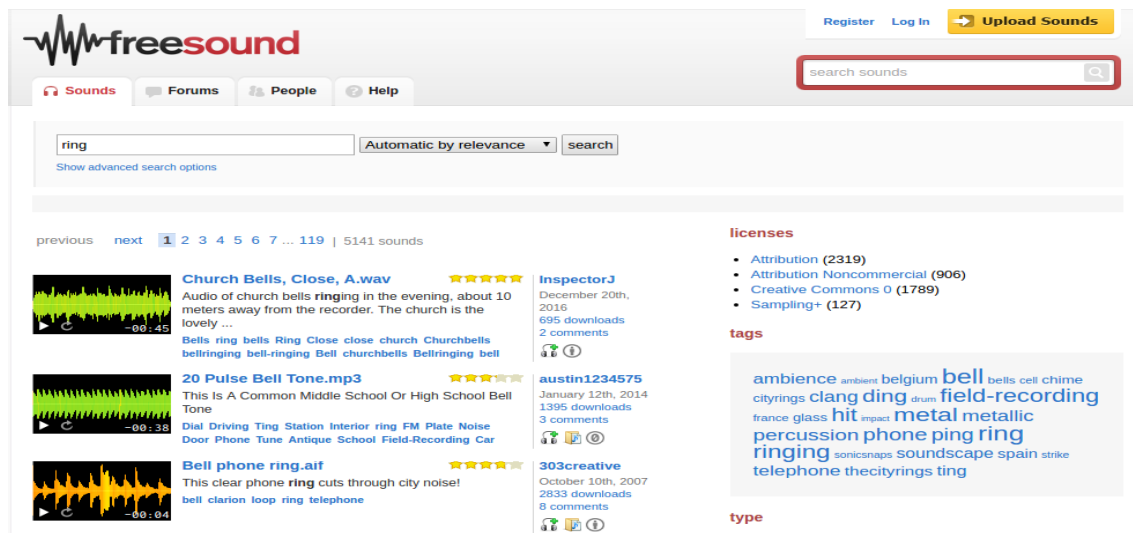 Register Log In Upload Sounds
freesound
search sounds
Sounds Forums People Help
ring Automatic by relevance search
Show advanced search options
previous next 1 2 3 4 5 6 7 ... 119 | 5141 sounds
Church Bells, Close, A.wav
Audio of church bells ringing in the evening, about 10
meters away from the recorder. The church is the
lovely ...
Bells ring bells Ring Close close church Churchbells
bellringing bell-ringing Bell churchbells Bellringing bell
-00:45
InspectorJ
December 20th,
2016
695 downloads
2 comments
20 Pulse Bell Tone.mp3
This Is A Common Middle School Or High School Bell
Tone
Dial Driving Ting Station Interior ring FM Plate Noise
Door Phone Tune Antique School Field-Recording Car
-00:38
austin1234575
January 12th, 2014
1395 downloads
3 comments
Bell phone ring.aif
This clear phone ring cuts through city noise!
bell clarion loop ring telephone
-00:04
303creative
October 10th, 2007
2833 downloads
8 comments
licenses
Attribution (2319)
Attribution Noncommercial (906)
Creative Commons 0 (1789)
Sampling+ (127)
tags
ambience ambient belgium bell bells cell chime
cityrings clang ding drum field-recording
france glass hit impact metal metallic
percussion phone ping ring
ringing sonicsnaps soundscape spain strike
telephone thecityrings ting
type